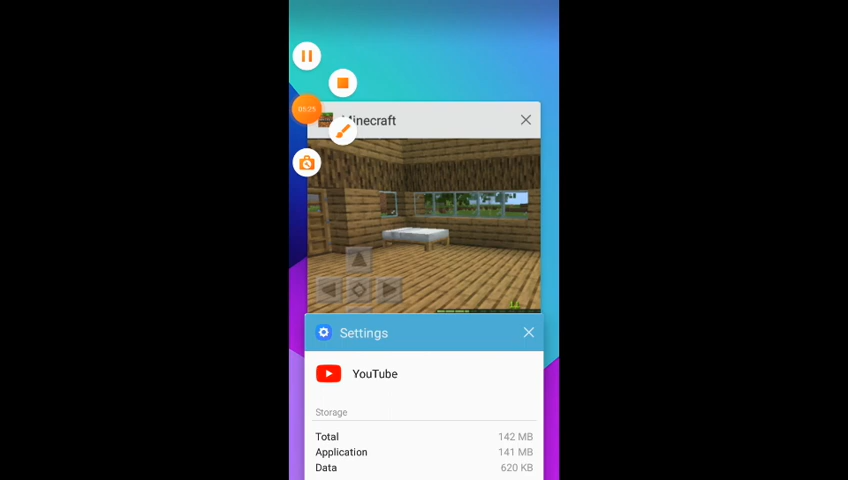 Minecraft
Settings
YouTube
Storage
Total 142 MB
Application 141 MB
Data 620 KB